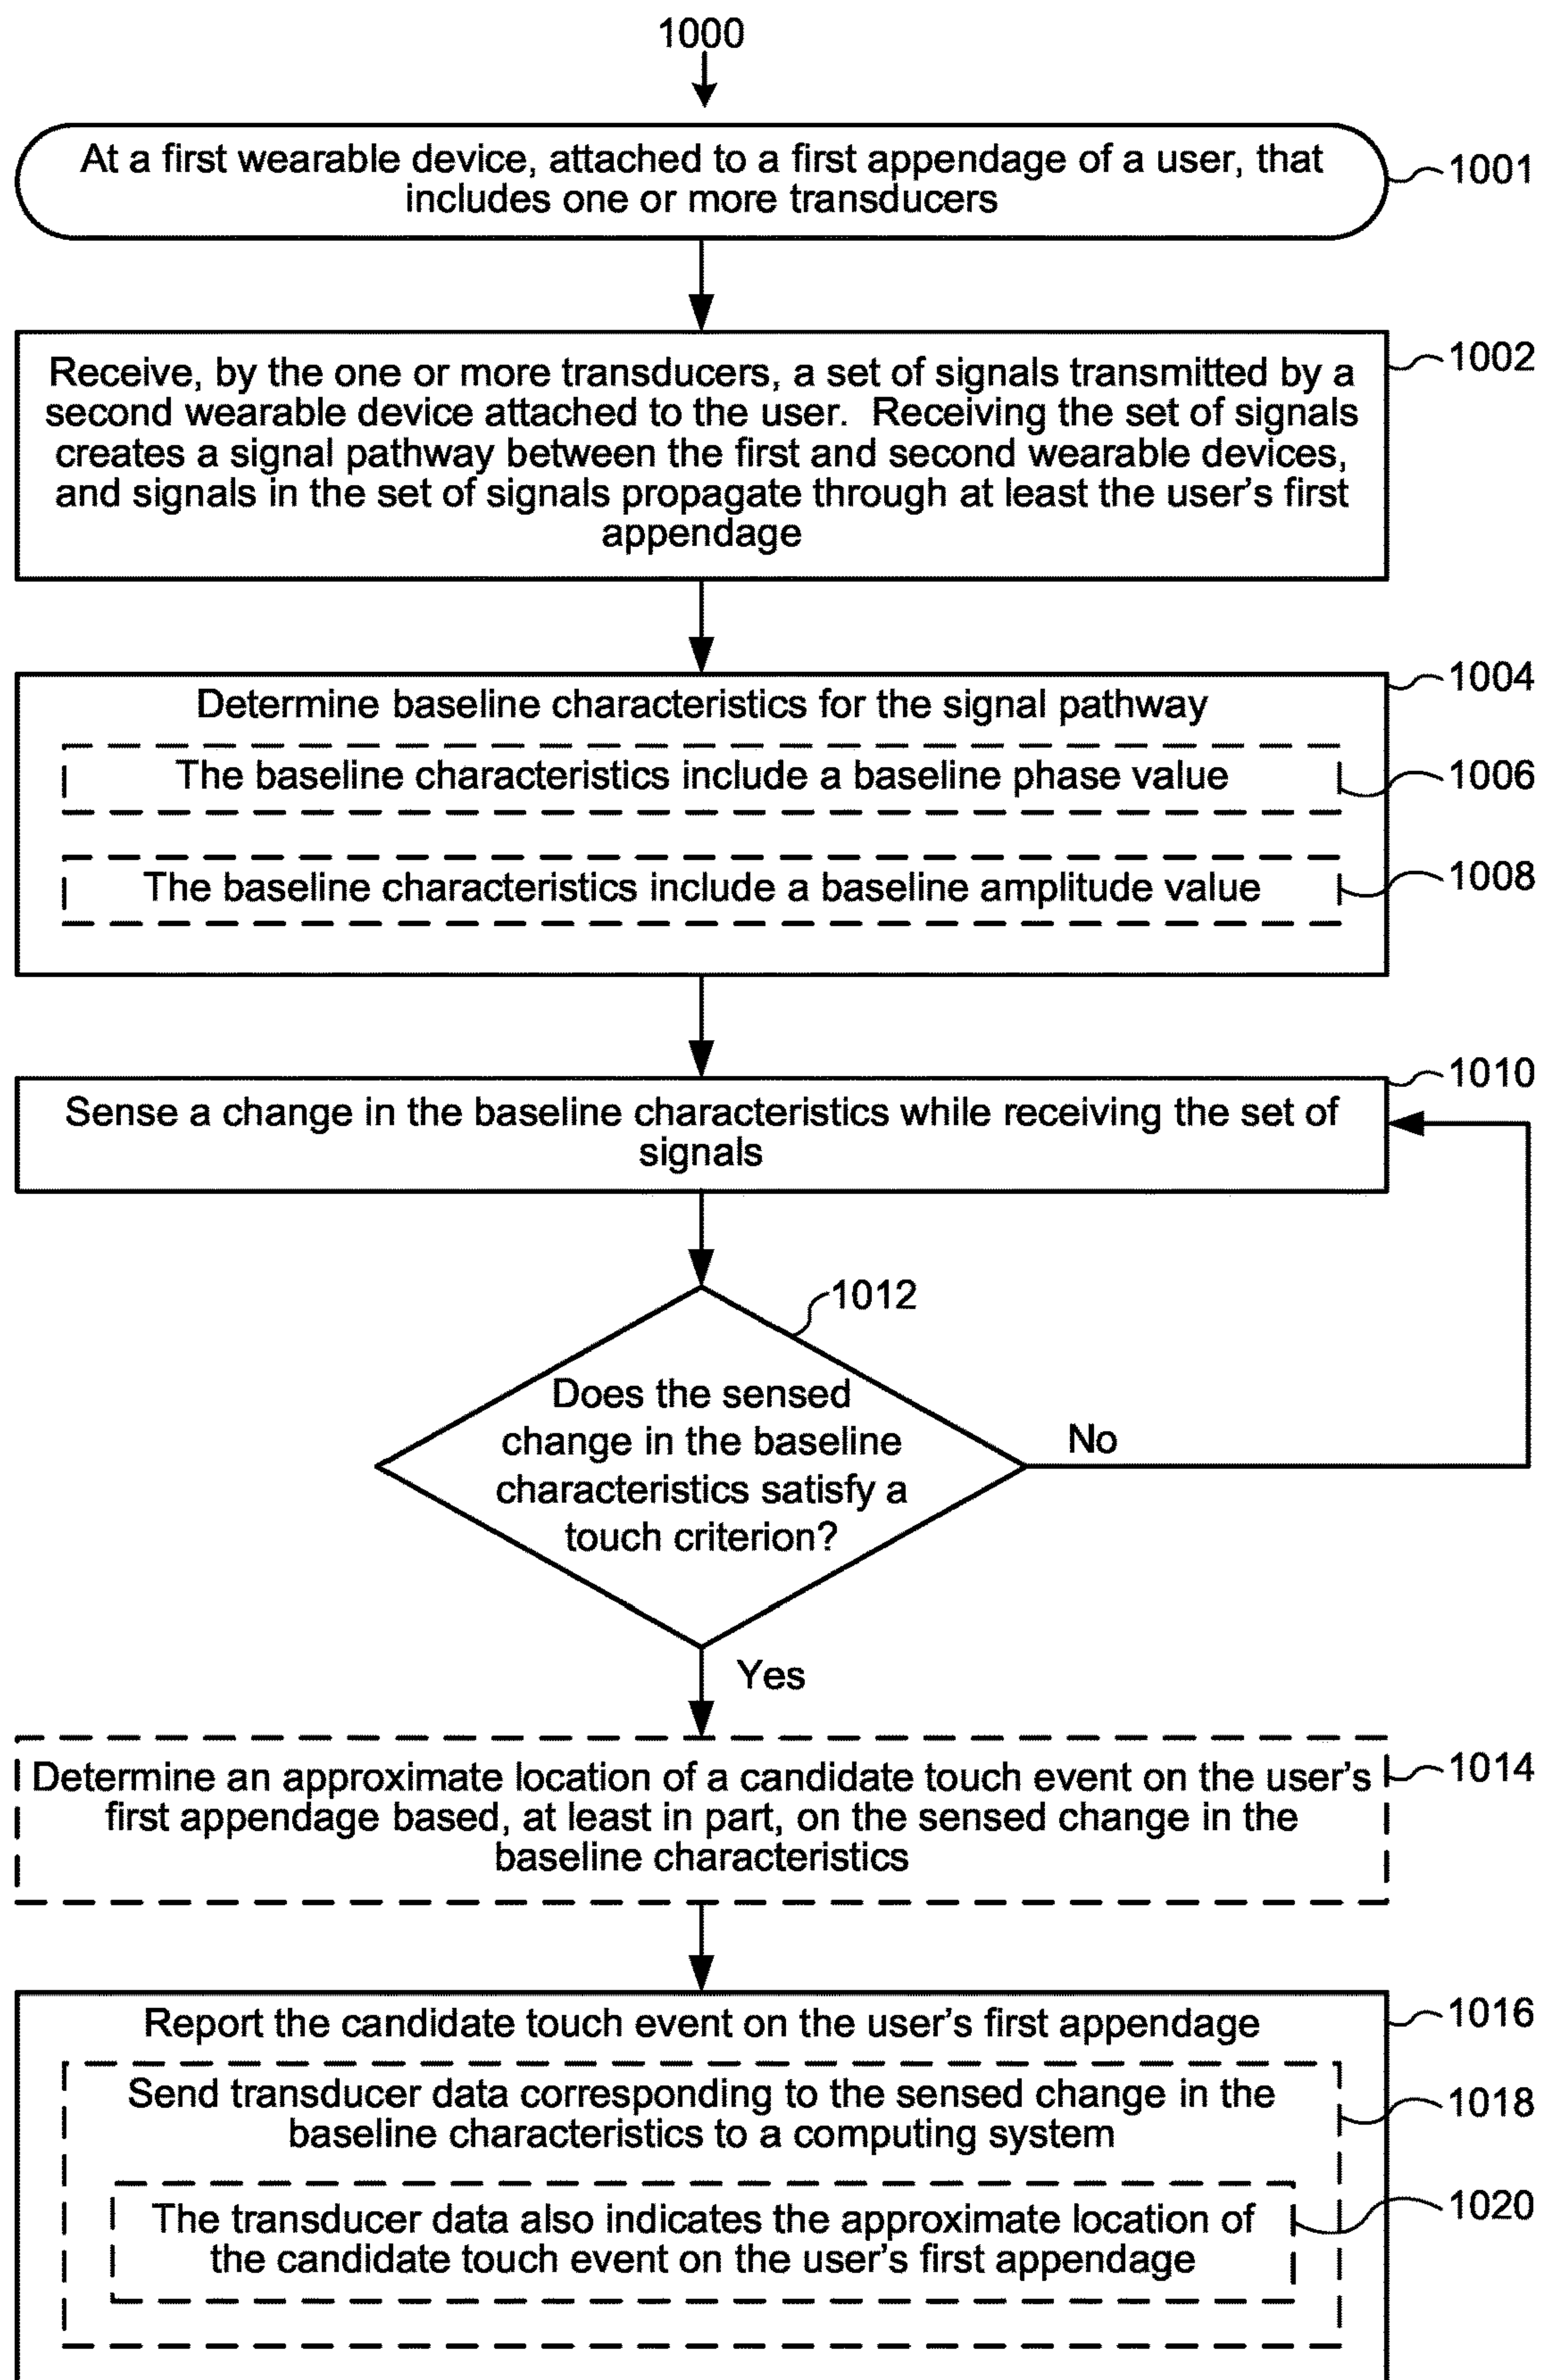 1000
At a first wearable device, attached to a first appendage of a user, that
includes one or more transducers
1001
Receive, by the one or more transducers, a set of signals transmitted by a
second wearable device attached to the user. Receiving the set of signals
creates a signal pathway between the first and second wearable devices,
and signals in the set of signals propagate through at least the user's first
appendage
1002
Determine baseline characteristics for the signal pathway
1004
The baseline characteristics include a baseline phase value
1006
The baseline characteristics include a baseline amplitude value
1008
Sense a change in the baseline characteristics while receiving the set of
signals
1010
1012
Does the sensed
change in the baseline
characteristics satisfy a
touch criterion?
No
Yes
Determine an approximate location of a candidate touch event on the user's
first appendage based, at least in part, on the sensed change in the
baseline characteristics
1014
Report the candidate touch event on the user's first appendage
1016
Send transducer data corresponding to the sensed change in the
baseline characteristics to a computing system
1018
The transducer data also indicates the approximate location of
the candidate touch event on the user's first appendage
1020